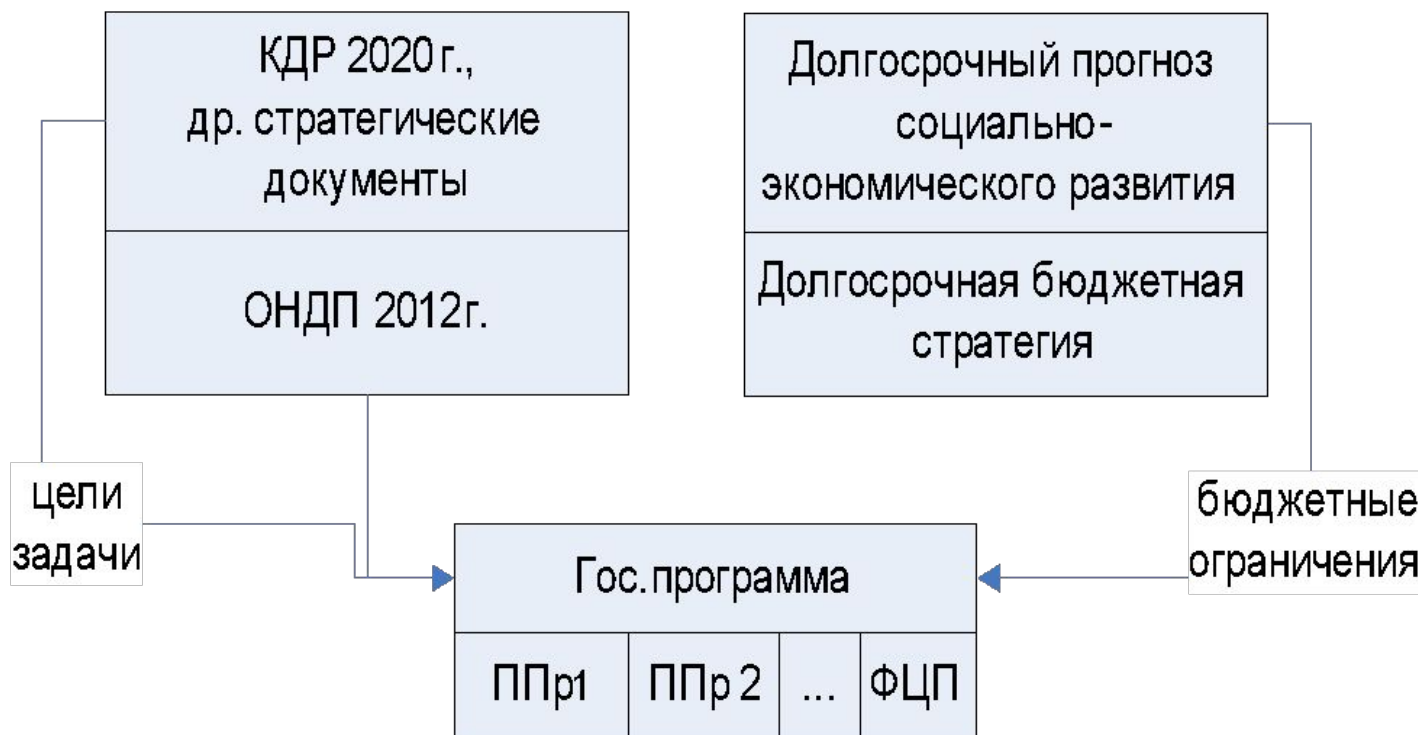 КДР 2020 г.,
др. стратегические
документы
ОНДП 2012г.
Долгосрочный прогноз
социально-
экономического развития
Долгосрочная бюджетная
стратегия
цели
задачи
бюджетные
ограничения
Гос.программа
ППр1
ППр 2
...
ФЦП